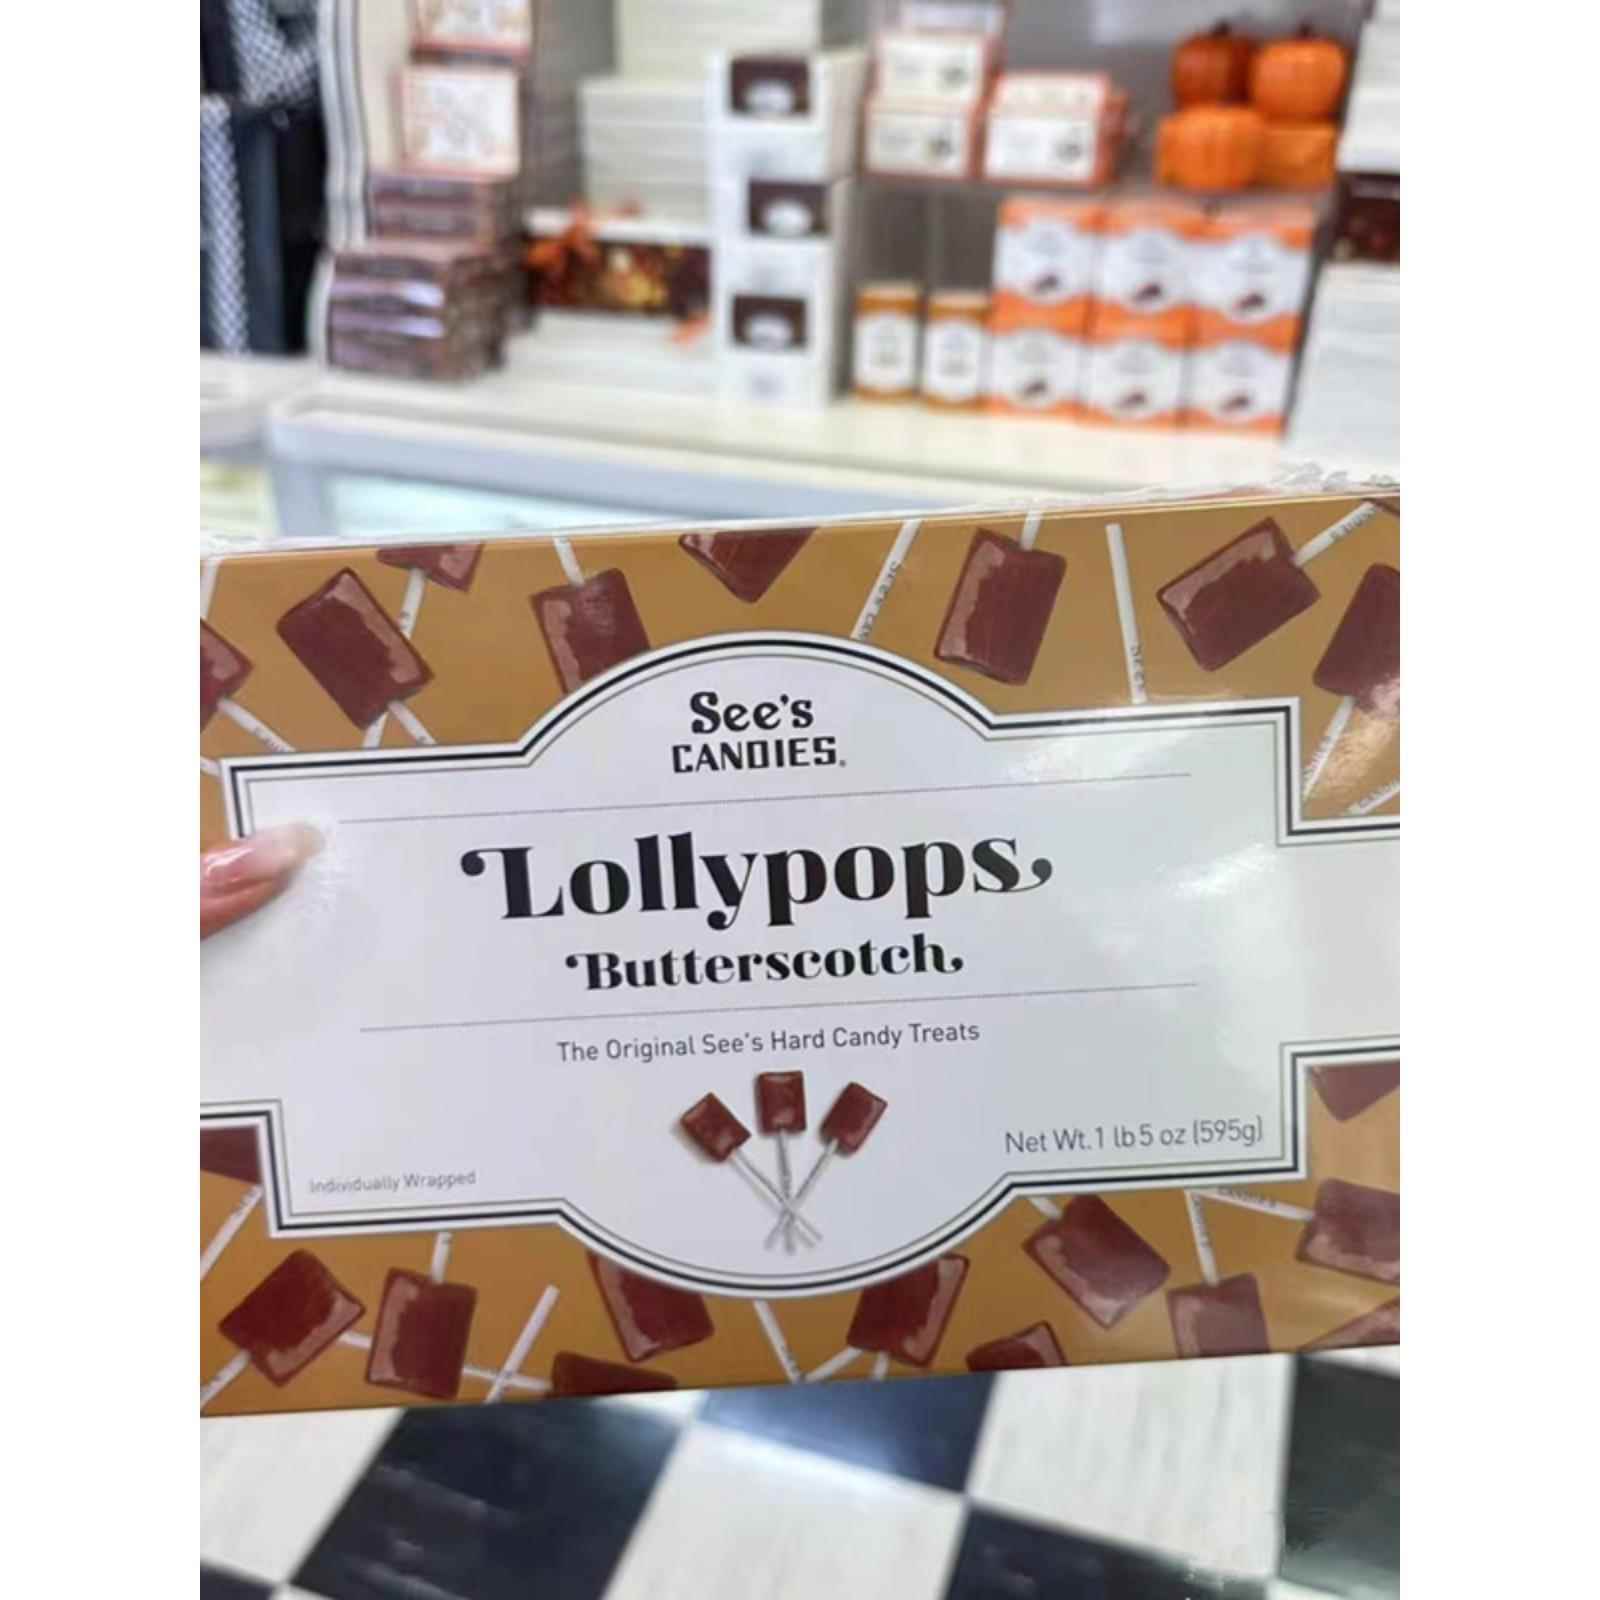 See's
CANDIES®
Lollypops
Butterscotch
The Original See's Hard Candy Treats
Net Wt. 1 lb 5 oz (595g)
Individually Wrapped